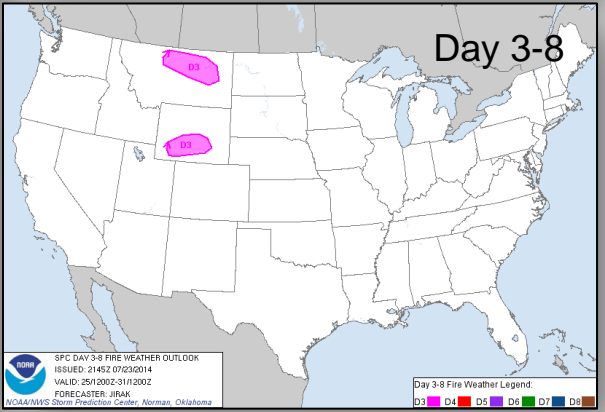 Day 3-8
D3
D3
NOAA
SPC DAY 3-8 FIRE WEATHER OUTLOOK
ISSUED: 2145Z 07/23/2014
VALID: 25/1200Z-31/1200Z
FORECASTER: JIRAK
NOAA/NWS Storm Prediction Center, Norman, Oklahoma
Day 3-8 Fire Weather Legend:
D3 D4 D5 D6 D7 D8